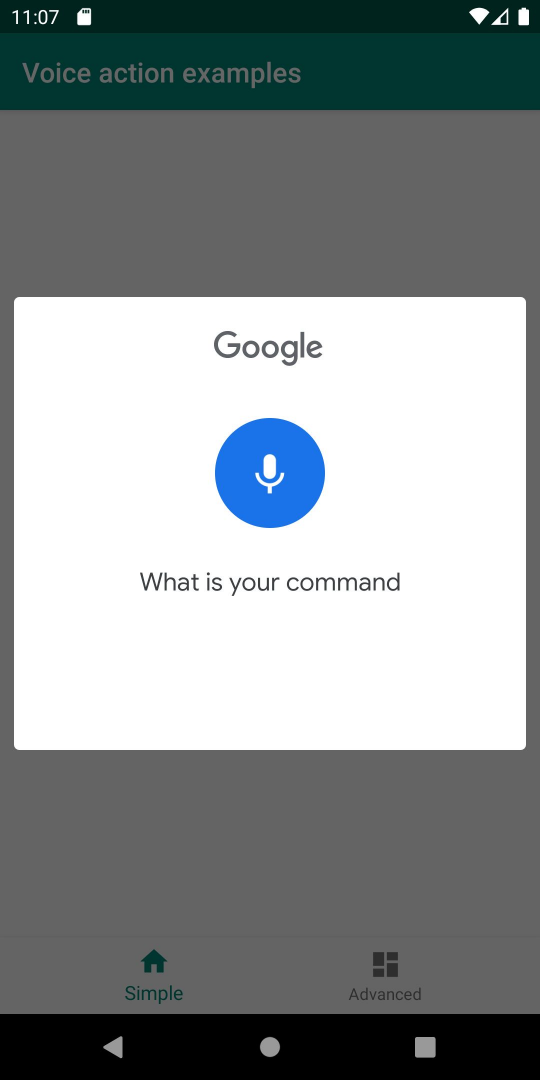 11:07
Voice action examples
Google
What is your command
Simple
Advanced